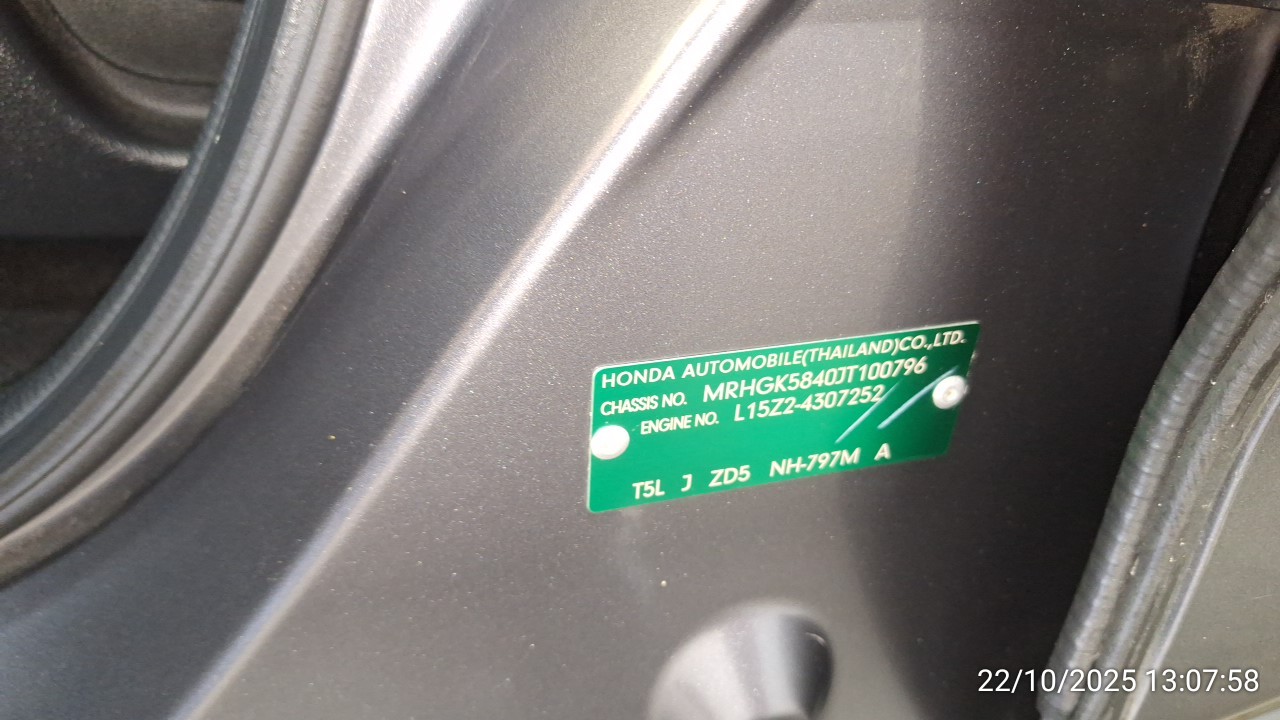 HONDA AUTOMOBILE(THAILAND)CO.,LTD.
CHASSIS NO. MRHGK5840JT100796
ENGINE NO. L15Z2-4307252
T5L J ZD5 NH-797M A
22/10/2025 13:07:58